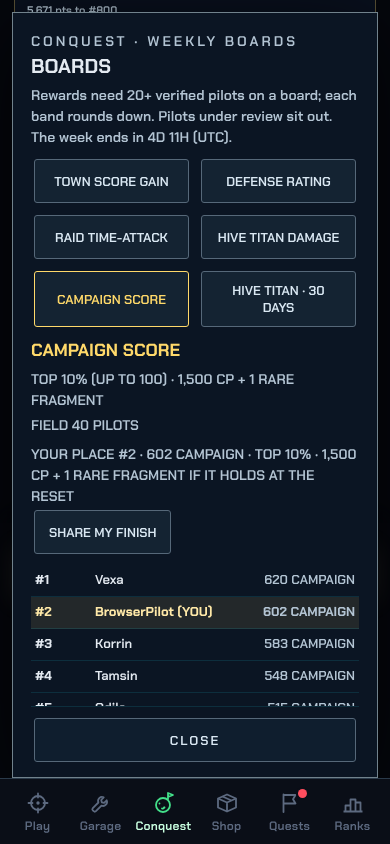 5,671 pts to #800
CONQUEST · WEEKLY BOARDS
BOARDS
Rewards need 20+ verified pilots on a board; each
band rounds down. Pilots under review sit out.
The week ends in 4D 11H (UTC).
TOWN SCORE GAIN
DEFENSE RATING
RAID TIME-ATTACK
HIVE TITAN DAMAGE
CAMPAIGN SCORE
HIVE TITAN · 30
DAYS
CAMPAIGN SCORE
TOP 10% (UP TO 100) · 1,500 CP + 1 RARE
FRAGMENT
FIELD 40 PILOTS
YOUR PLACE #2 · 602 CAMPAIGN · TOP 10% · 1,500
CP + 1 RARE FRAGMENT IF IT HOLDS AT THE
RESET
SHARE MY FINISH
#1 Vexa 620 CAMPAIGN
#2 BrowserPilot (YOU) 602 CAMPAIGN
#3 Korrin 583 CAMPAIGN
#4 Tamsin 548 CAMPAIGN
CLOSE
Play Garage Conquest Shop Quests Ranks